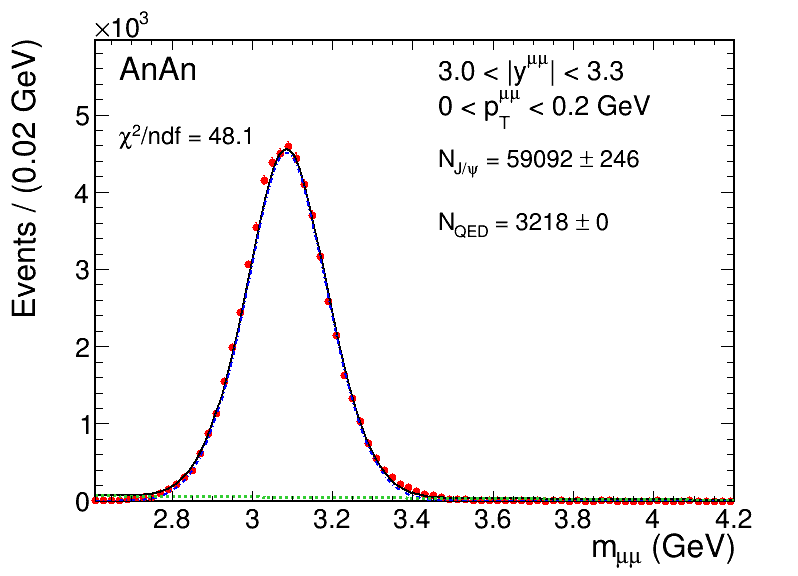 ×10³
AnAn
3.0 < |y^μμ| < 3.3
0 < p_T^μμ < 0.2 GeV
χ²/ndf = 48.1
N_J/ψ = 59092 ± 246
N_QED = 3218 ± 0
Events / (0.02 GeV)
5
4
3
2
1
0
2.8 3 3.2 3.4 3.6 3.8 4 4.2
m_μμ (GeV)